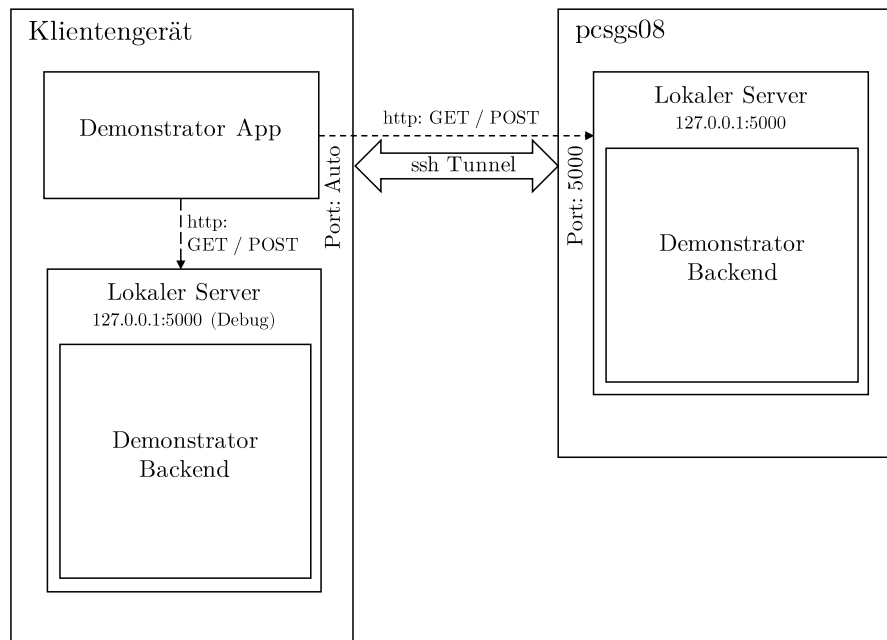 Klientengerät
Demonstrator App
http:
GET / POST
Lokaler Server
127.0.0.1:5000 (Debug)
Demonstrator
Backend
Port: Auto
http: GET / POST
ssh Tunnel
pcsgs08
Port: 5000
Lokaler Server
127.0.0.1:5000
Demonstrator
Backend